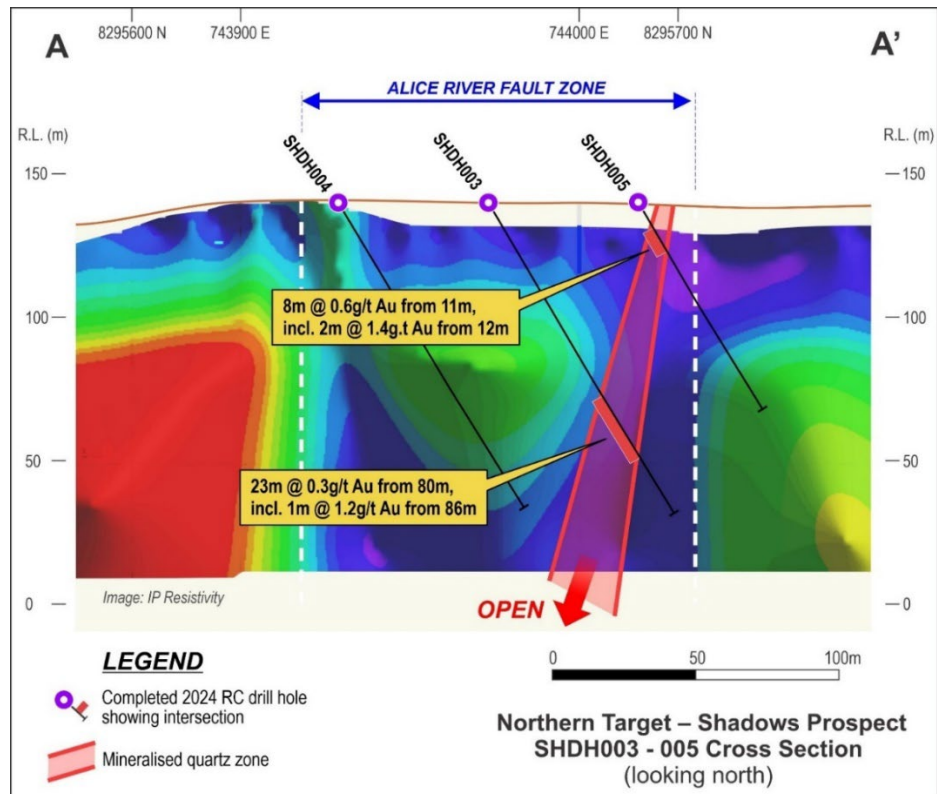 A
8295600 N
743900 E
744000 E
8295700 N
A'
ALICE RIVER FAULT ZONE
R.L. (m)
R.L. (m)
SHDH004
SHDH003
SHDH005
150
150
100
100
50
50
0
0
8m @ 0.6g/t Au from 11m,
incl. 2m @ 1.4g.t Au from 12m
23m @ 0.3g/t Au from 80m,
incl. 1m @ 1.2g/t Au from 86m
Image: IP Resistivity
OPEN
LEGEND
Completed 2024 RC drill hole
showing intersection
Mineralised quartz zone
0
50
100m
Northern Target – Shadows Prospect
SHDH003 - 005 Cross Section
(looking north)